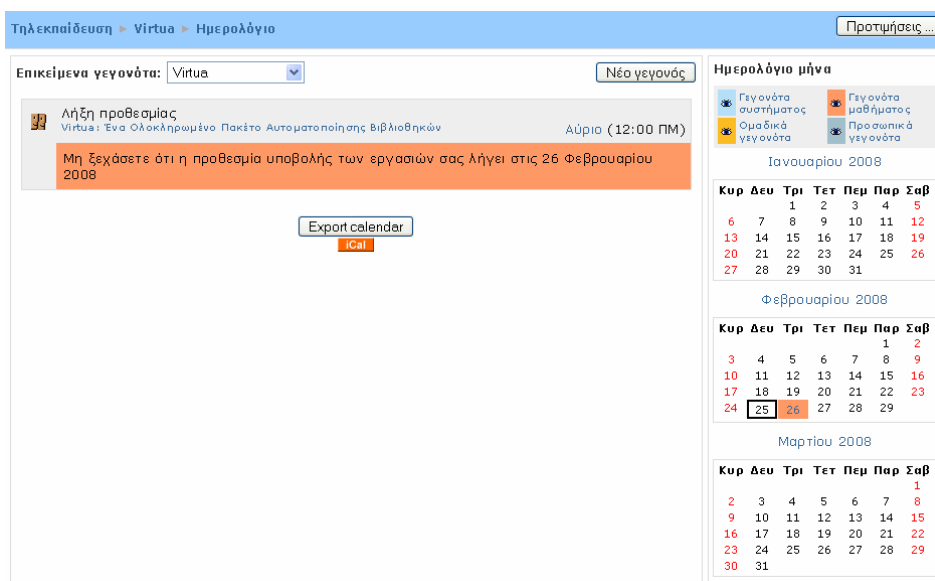 Τηλεκπαίδευση ► Virtua ► Ημερολόγιο
Προτιμήσεις ...
Επικείμενα γεγονότα: Virtua
Νέο γεγονός
Λήξη προθεσμίας
Virtua: Ένα Ολοκληρωμένο Πακέτο Αυτοματοποίησης Βιβλιοθηκών
Αύριο (12:00 ΠΜ)
Μη ξεχάσετε ότι η προθεσμία υποβολής των εργασιών σας λήγει στις 26 Φεβρουαρίου
2008
Export calendar
iCal
Ημερολόγιο μήνα
Γεγονότα
συστήματος
Γεγονότα
μαθήματος
Ομαδικά
γεγονότα
Προσωπικά
γεγονότα
Ιανουαρίου 2008
Κυρ Δευ Τρι Τετ Πεμ Παρ Σαβ
1 2 3 4 5
6 7 8 9 10 11 12
13 14 15 16 17 18 19
20 21 22 23 24 25 26
27 28 29 30 31
Φεβρουαρίου 2008
Κυρ Δευ Τρι Τετ Πεμ Παρ Σαβ
1 2
3 4 5 6 7 8 9
10 11 12 13 14 15 16
17 18 19 20 21 22 23
24 25 26 27 28 29
Μαρτίου 2008
Κυρ Δευ Τρι Τετ Πεμ Παρ Σαβ
1
2 3 4 5 6 7 8
9 10 11 12 13 14 15
16 17 18 19 20 21 22
23 24 25 26 27 28 29
30 31